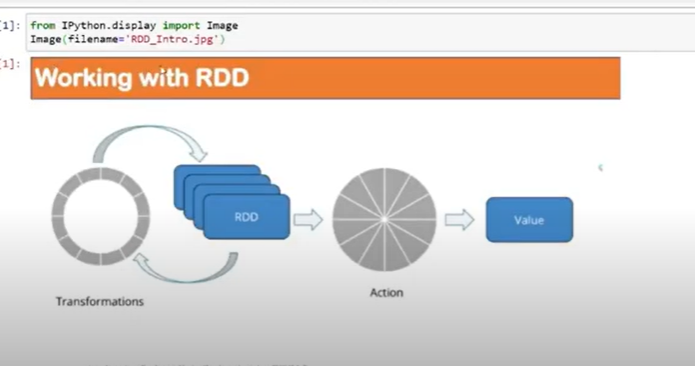 [1]: from IPython.display import Image
Image(filename='RDD_Intro.jpg')
[1]:
Working with RDD
RDD
Value
Transformations
Action